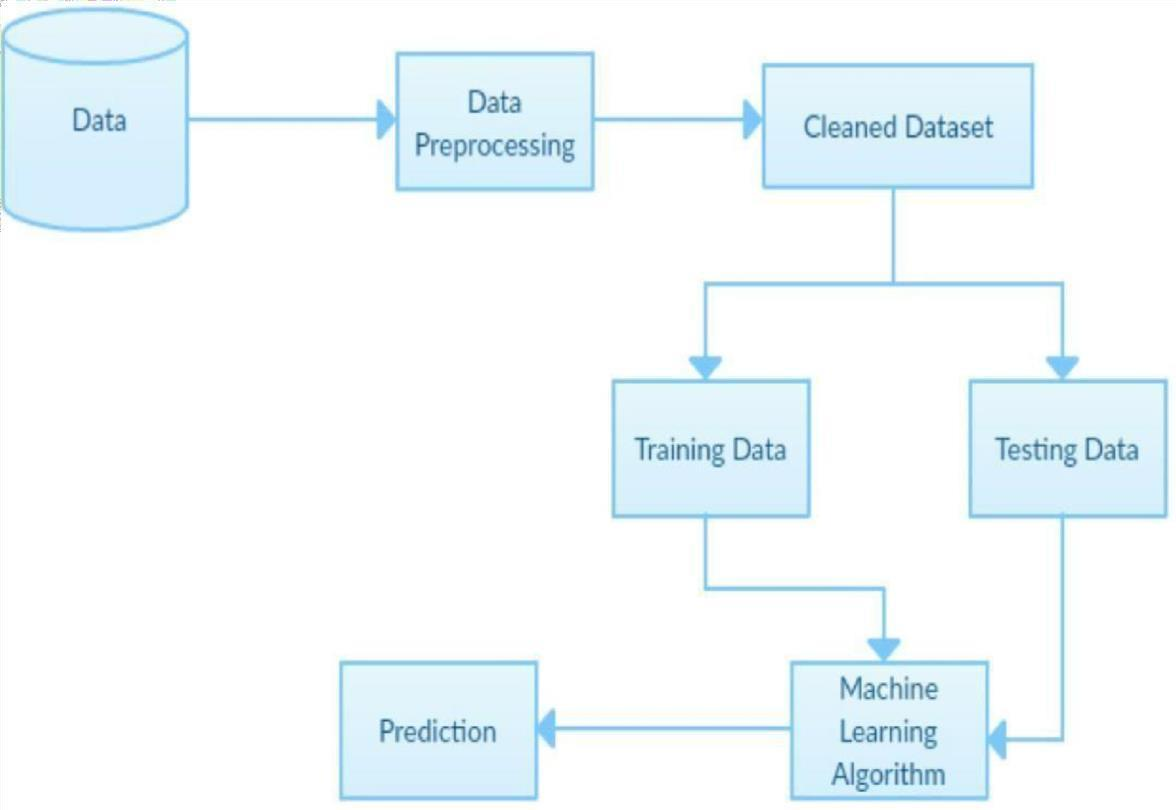 Data
Data
Preprocessing
Cleaned Dataset
Training Data
Testing Data
Prediction
Machine
Learning
Algorithm